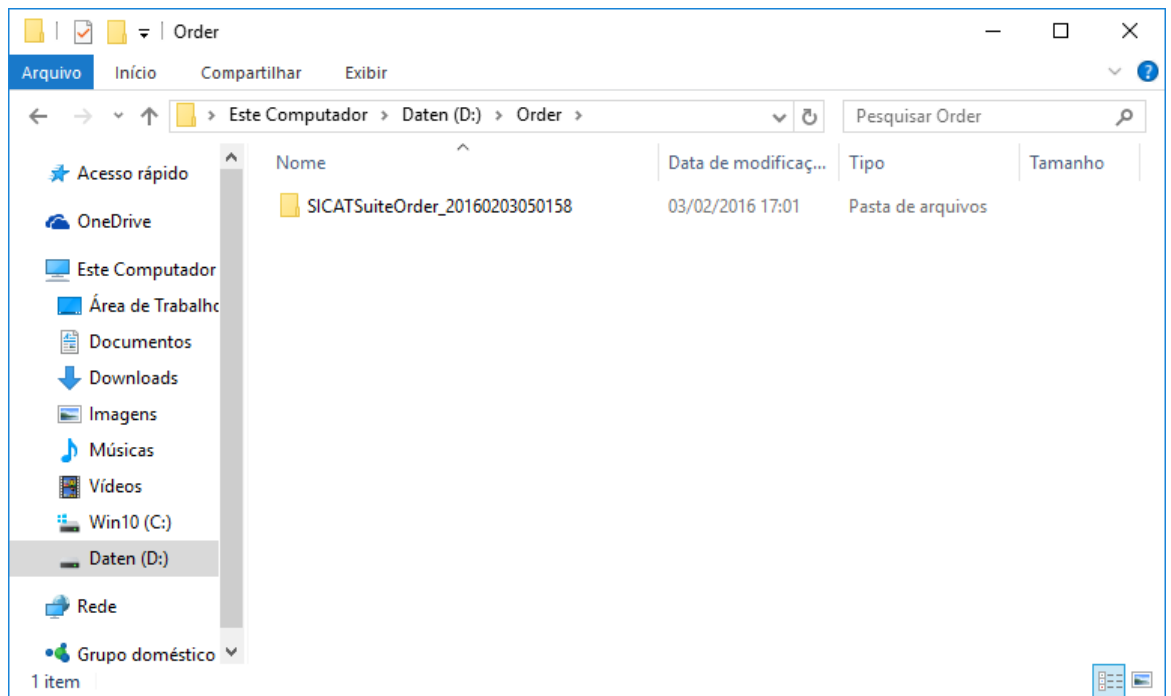 Order
Arquivo Início Compartilhar Exibir
Este Computador Daten (D:) Order Pesquisar Order
Nome Data de modificaç... Tipo Tamanho
SICATSuiteOrder_20160203050158 03/02/2016 17:01 Pasta de arquivos
Acesso rápido
OneDrive
Este Computador
Área de Trabalho
Documentos
Downloads
Imagens
Músicas
Vídeos
Win10 (C:)
Daten (D:)
Rede
Grupo doméstico
1 item